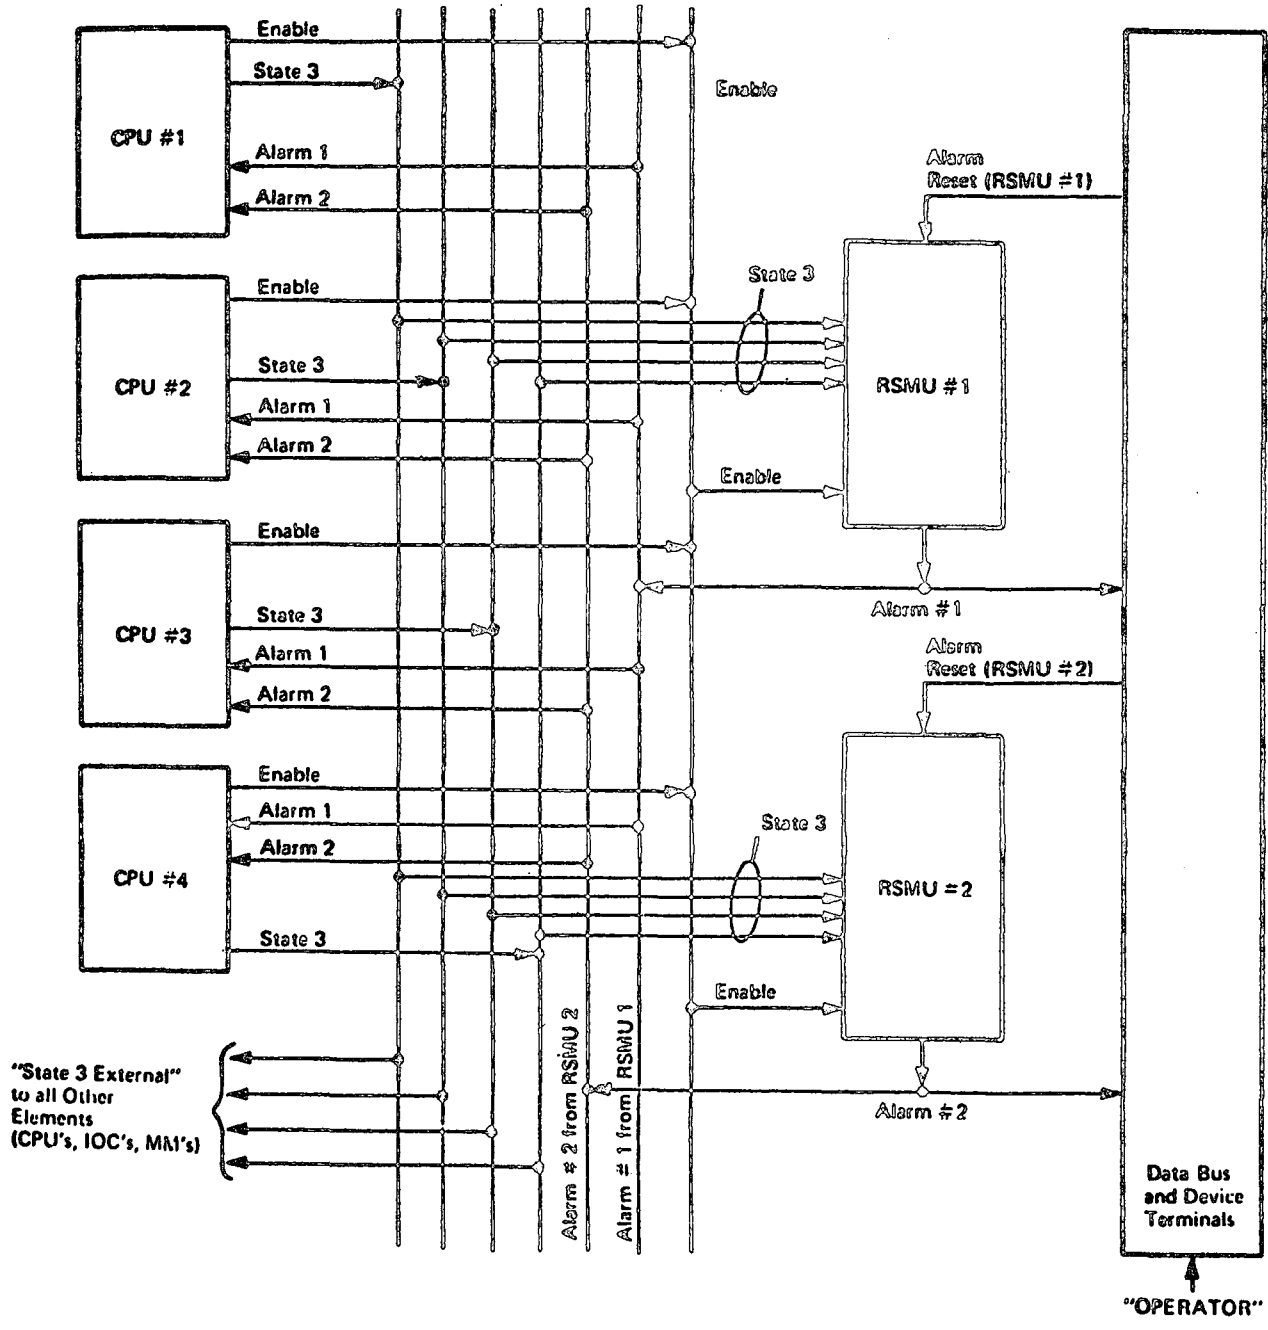 Enable
State 3
CPU #1
Alarm 1
Alarm 2
Enable
Alarm
Reset (RSMU #1)
State 3
Enable
State 3
CPU #2
Alarm 1
Alarm 2
RSMU #1
Enable
Enable
State 3
CPU #3
Alarm 1
Alarm 2
Alarm #1
Alarm
Reset (RSMU #2)
Enable
Alarm 1
Alarm 2
CPU #4
State 3
State 3
RSMU #2
Enable
Alarm #2
"State 3 External"
to all Other
Elements
(CPU's, IOC's, MM's)
Alarm #2 from RSMU 2
Alarm #1 from RSMU 1
Data Bus
and Device
Terminals
"OPERATOR"